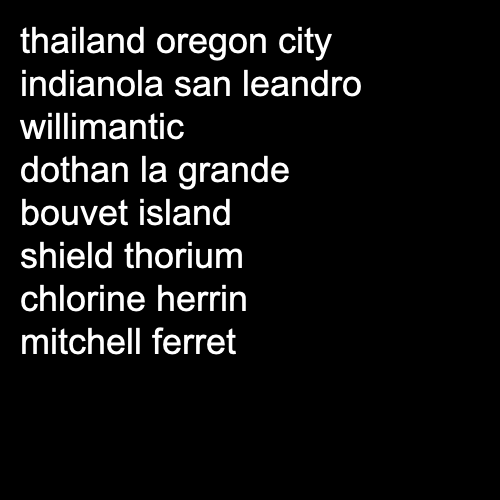 thailand oregon city
indianola san leandro
willimantic
dothan la grande
bouvet island
shield thorium
chlorine herrin
mitchell ferret